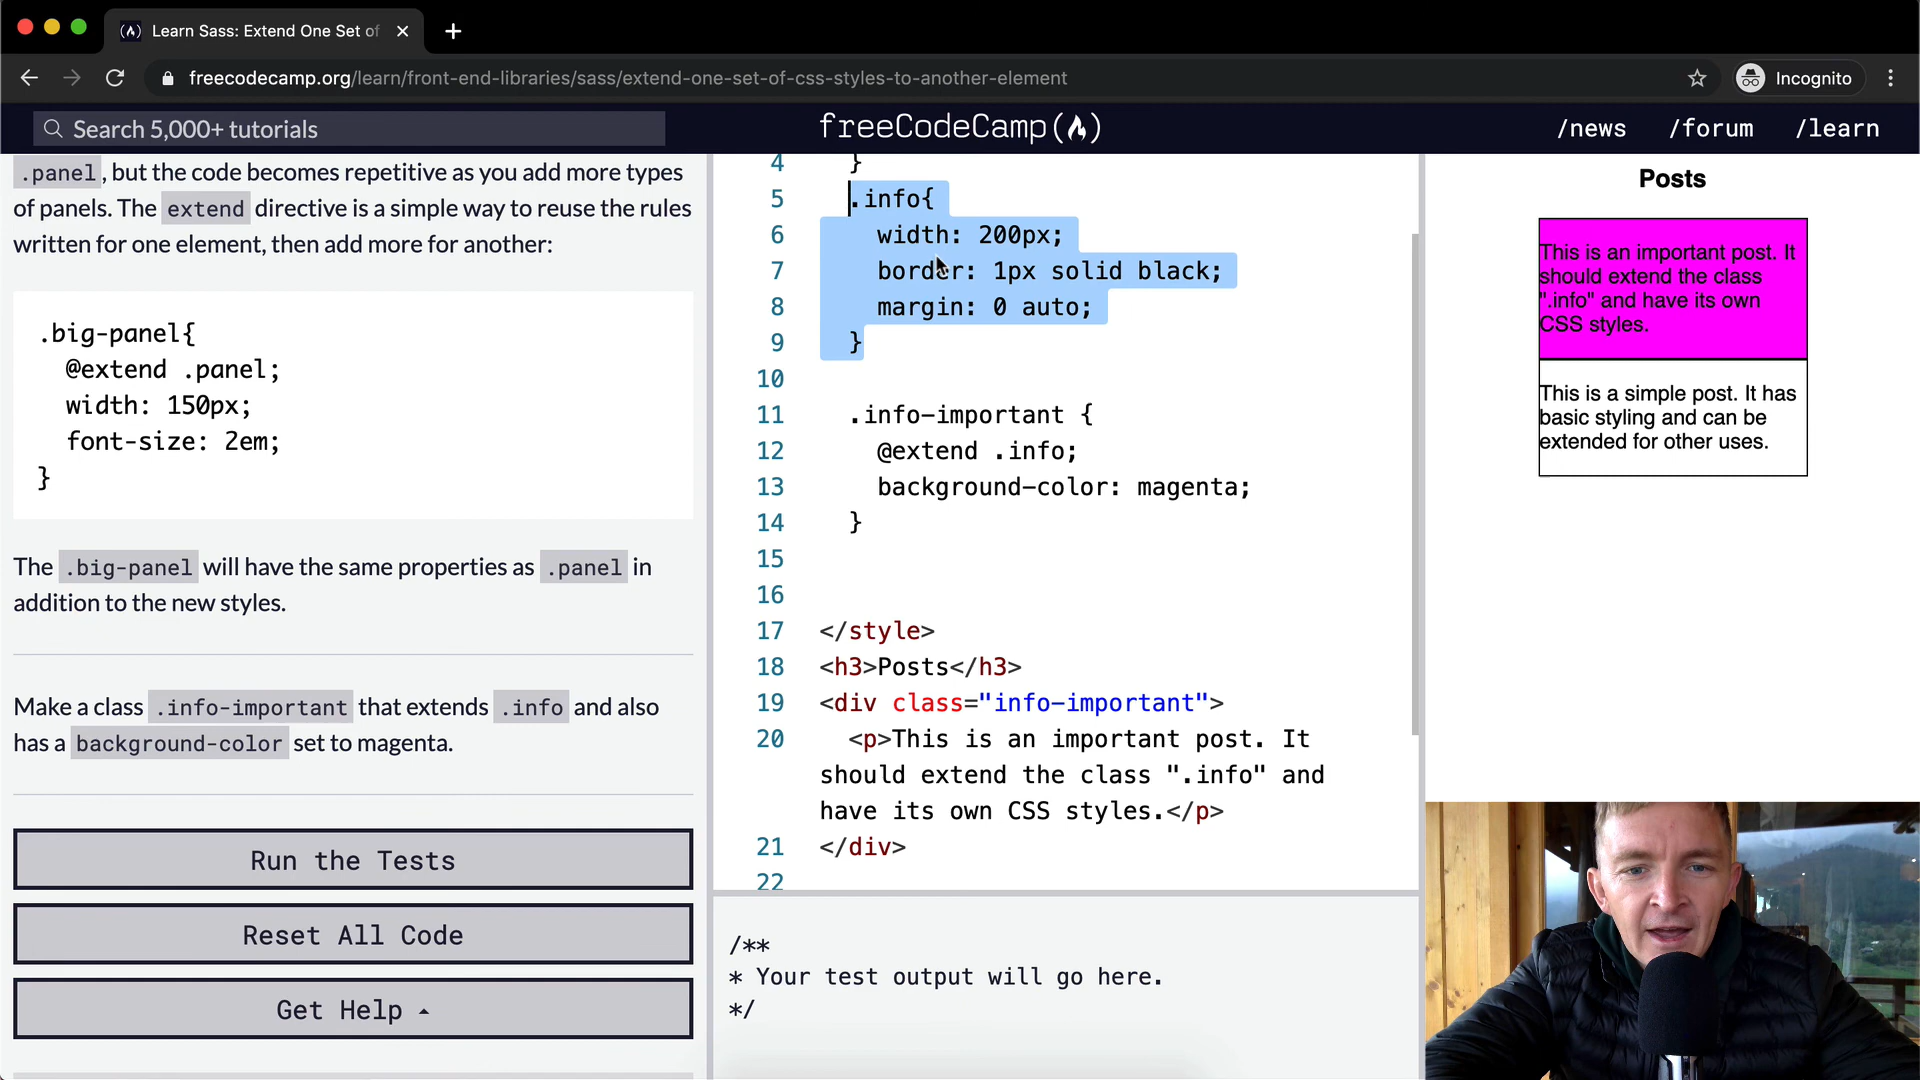 Learn Sass: Extend One Set of
freecodecamp.org/learn/front-end-libraries/sass/extend-one-set-of-css-styles-to-another-element
Incognito
Search 5,000+ tutorials
freeCodeCamp
/news
/forum
/learn
.panel , but the code becomes repetitive as you add more types
of panels. The extend directive is a simple way to reuse the rules
written for one element, then add more for another:
.big-panel{
@extend .panel;
width: 150px;
font-size: 2em;
}
The .big-panel will have the same properties as .panel in
addition to the new styles.
Make a class .info-important that extends .info and also
has a background-color set to magenta.
Run the Tests
Reset All Code
Get Help
4 }
5 .info{
6 width: 200px;
7 border: 1px solid black;
8 margin: 0 auto;
9 }
10
11 .info-important {
12 @extend .info;
13 background-color: magenta;
14 }
15
16
17 </style>
18 <h3>Posts</h3>
19 <div class="info-important">
20 <p>This is an important post. It
should extend the class ".info" and
have its own CSS styles.</p>
21 </div>
22
/**
* Your test output will go here.
*/
Posts
This is an important post. It
should extend the class
".info" and have its own
CSS styles.
This is a simple post. It has
basic styling and can be
extended for other uses.